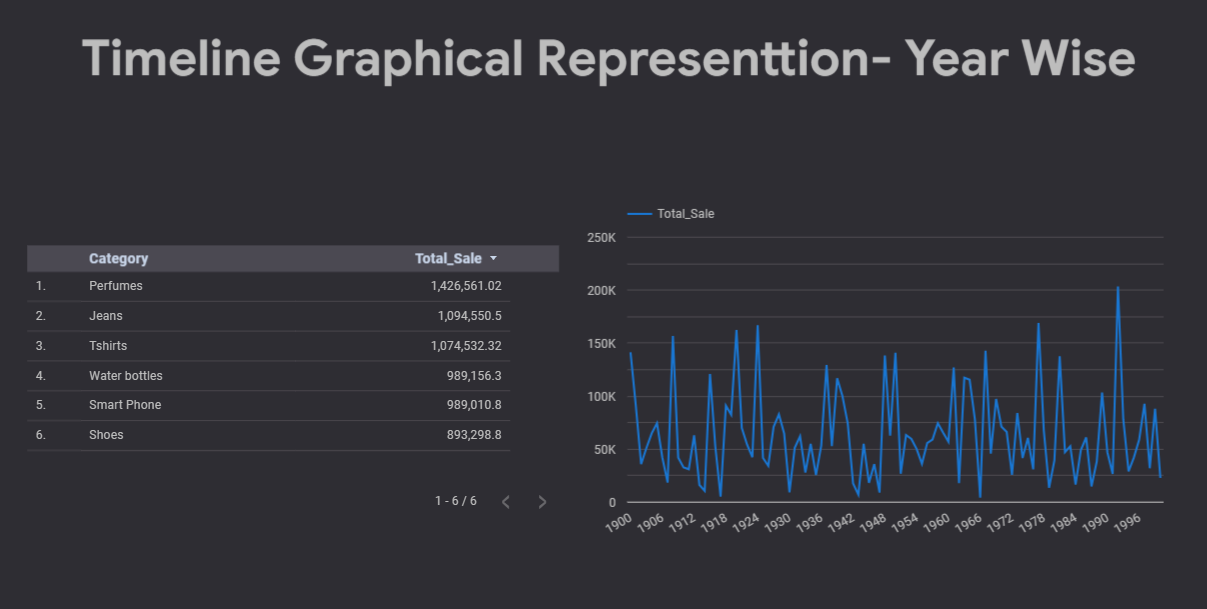 Timeline Graphical Representtion- Year Wise
Category Total_Sale
1. Perfumes 1,426,561.02
2. Jeans 1,094,550.5
3. Tshirts 1,074,532.32
4. Water bottles 989,156.3
5. Smart Phone 989,010.8
6. Shoes 893,298.8
1 - 6 / 6
Total_Sale
250K
200K
150K
100K
50K
0
1900 1906 1912 1918 1924 1930 1936 1942 1948 1954 1960 1966 1972 1978 1984 1990 1996